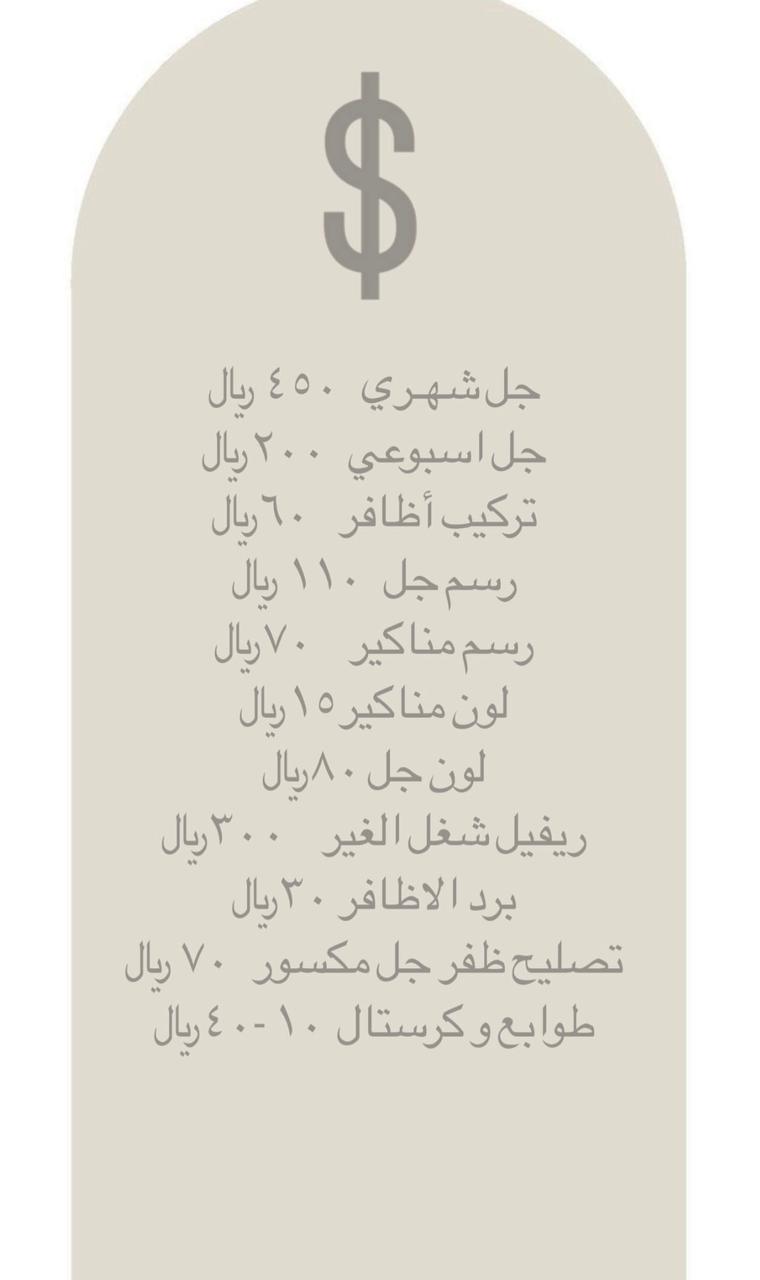 $
جل شهري ٤٥٠ ريال
جل اسبوعي ٢٠٠ ريال
تركيب أظافر ٦٠ ريال
رسم جل ١١٠ ريال
رسم مناكير ٧٠ ريال
لون مناكير ١٥ ريال
لون جل ٨٠ ريال
ريفيل شغل الغير ٣٠٠ ريال
برد الاظافر ٣٠ ريال
تصليح ظفر جل مكسور ٧٠ ريال
طوابع و كرستال ١٠ - ٤٠ ريال